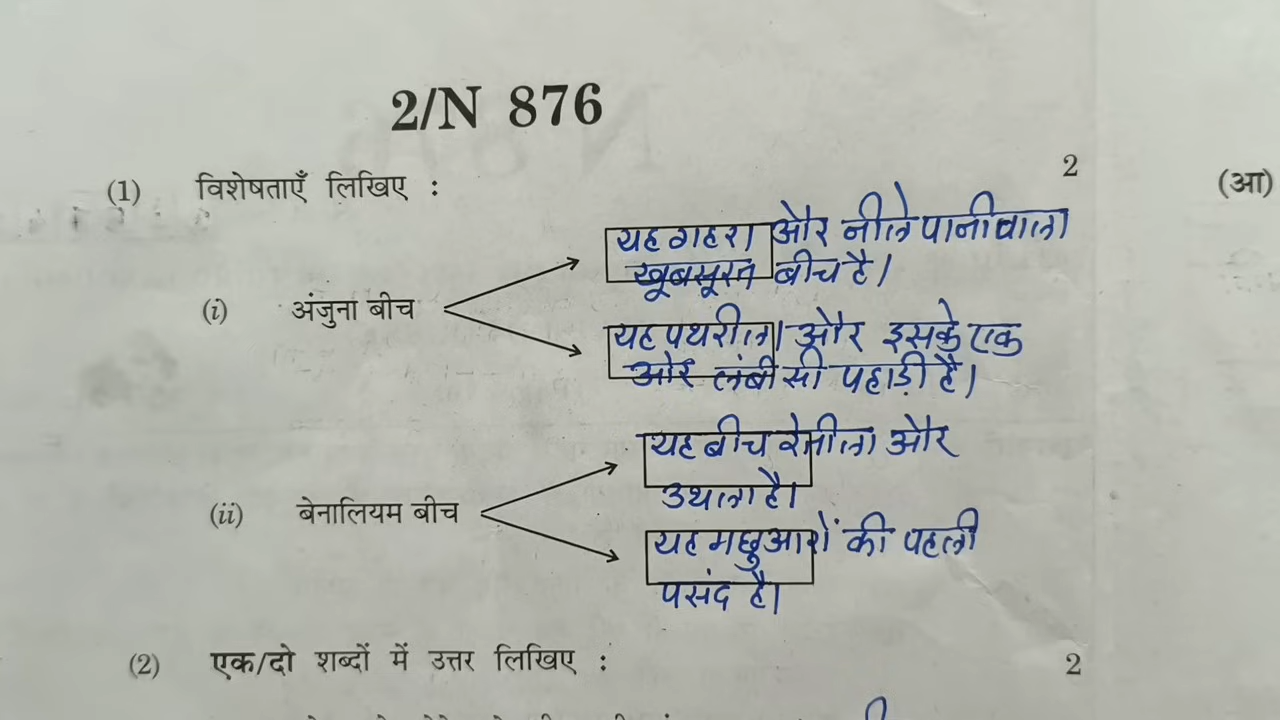 2/N 876
(1) विशेषताएँ लिखिए : 2
(आ)
यह गहरा और नीले पानीवाला
खूबसूरत बीच है।
(i) अंजुना बीच
यह पथरीला और इसके एक
ओर लंबी सी पहाड़ी है।
यह बीच रेतीला और
उथला है।
(ii) बेनालियम बीच
यह मछुआरों की पहली
पसंद है।
(2) एक/दो शब्दों में उत्तर लिखिए : 2